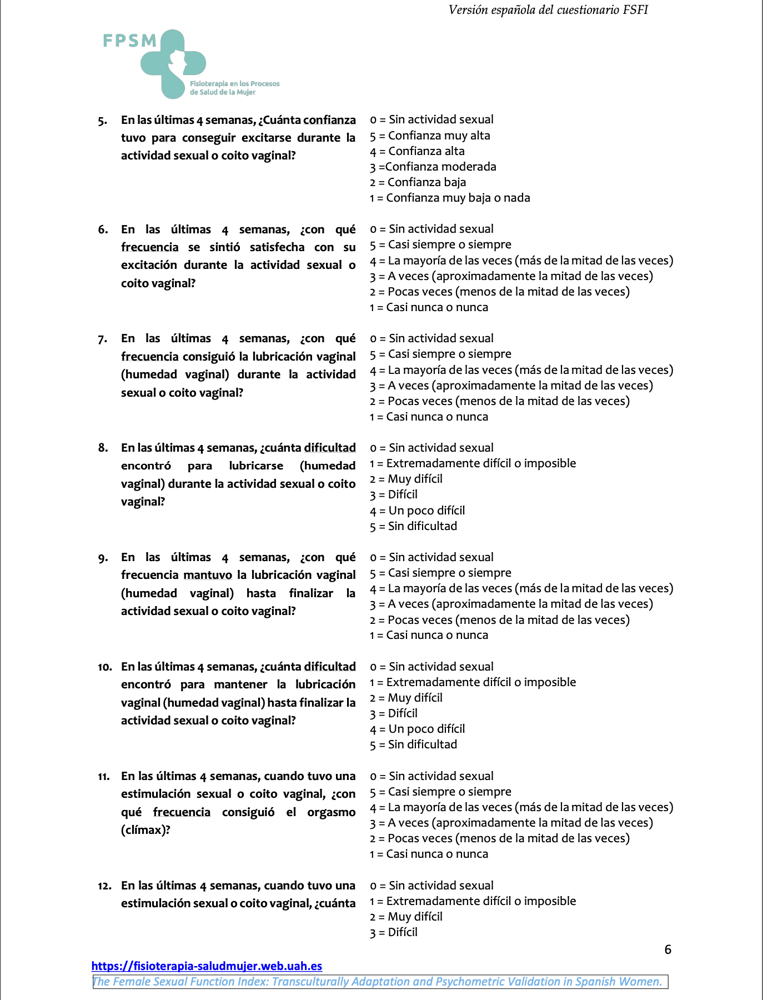 Versión española del cuestionario FSFI
FPSM
Fisioterapia en los Procesos
de Salud de la Mujer
5. En las últimas 4 semanas, ¿Cuánta confianza
tuvo para conseguir excitarse durante la
actividad sexual o coito vaginal?
0 = Sin actividad sexual
5 = Confianza muy alta
4 = Confianza alta
3 =Confianza moderada
2 = Confianza baja
1 = Confianza muy baja o nada
6. En las últimas 4 semanas, ¿con qué
frecuencia se sintió satisfecha con su
excitación durante la actividad sexual o
coito vaginal?
0 = Sin actividad sexual
5 = Casi siempre o siempre
4 = La mayoría de las veces (más de la mitad de las veces)
3 = A veces (aproximadamente la mitad de las veces)
2 = Pocas veces (menos de la mitad de las veces)
1 = Casi nunca o nunca
7. En las últimas 4 semanas, ¿con qué
frecuencia consiguió la lubricación vaginal
(humedad vaginal) durante la actividad
sexual o coito vaginal?
0 = Sin actividad sexual
5 = Casi siempre o siempre
4 = La mayoría de las veces (más de la mitad de las veces)
3 = A veces (aproximadamente la mitad de las veces)
2 = Pocas veces (menos de la mitad de las veces)
1 = Casi nunca o nunca
8. En las últimas 4 semanas, ¿cuánta dificultad
encontró para lubricarse (humedad
vaginal) durante la actividad sexual o coito
vaginal?
0 = Sin actividad sexual
1 = Extremadamente difícil o imposible
2 = Muy difícil
3 = Difícil
4 = Un poco difícil
5 = Sin dificultad
9. En las últimas 4 semanas, ¿con qué
frecuencia mantuvo la lubricación vaginal
(humedad vaginal) hasta finalizar la
actividad sexual o coito vaginal?
0 = Sin actividad sexual
5 = Casi siempre o siempre
4 = La mayoría de las veces (más de la mitad de las veces)
3 = A veces (aproximadamente la mitad de las veces)
2 = Pocas veces (menos de la mitad de las veces)
1 = Casi nunca o nunca
10. En las últimas 4 semanas, ¿cuánta dificultad
encontró para mantener la lubricación
vaginal (humedad vaginal) hasta finalizar la
actividad sexual o coito vaginal?
0 = Sin actividad sexual
1 = Extremadamente difícil o imposible
2 = Muy difícil
3 = Difícil
4 = Un poco difícil
5 = Sin dificultad
11. En las últimas 4 semanas, cuando tuvo una
estimulación sexual o coito vaginal, ¿con
qué frecuencia consiguió el orgasmo
(clímax)?
0 = Sin actividad sexual
5 = Casi siempre o siempre
4 = La mayoría de las veces (más de la mitad de las veces)
3 = A veces (aproximadamente la mitad de las veces)
2 = Pocas veces (menos de la mitad de las veces)
1 = Casi nunca o nunca
12. En las últimas 4 semanas, cuando tuvo una
estimulación sexual o coito vaginal, ¿cuánta
0 = Sin actividad sexual
1 = Extremadamente difícil o imposible
2 = Muy difícil
3 = Difícil
6
https://fisioterapia-saludmujer.web.uah.es
The Female Sexual Function Index: Transculturally Adaptation and Psychometric Validation in Spanish Women.